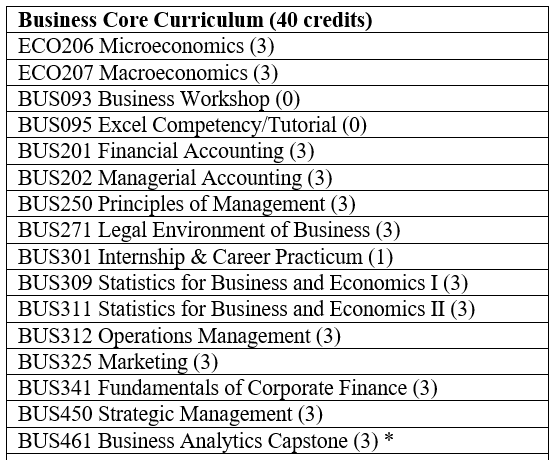 Business Core Curriculum (40 credits)
ECO206 Microeconomics (3)
ECO207 Macroeconomics (3)
BUS093 Business Workshop (0)
BUS095 Excel Competency/Tutorial (0)
BUS201 Financial Accounting (3)
BUS202 Managerial Accounting (3)
BUS250 Principles of Management (3)
BUS271 Legal Environment of Business (3)
BUS301 Internship & Career Practicum (1)
BUS309 Statistics for Business and Economics I (3)
BUS311 Statistics for Business and Economics II (3)
BUS312 Operations Management (3)
BUS325 Marketing (3)
BUS341 Fundamentals of Corporate Finance (3)
BUS450 Strategic Management (3)
BUS461 Business Analytics Capstone (3) *